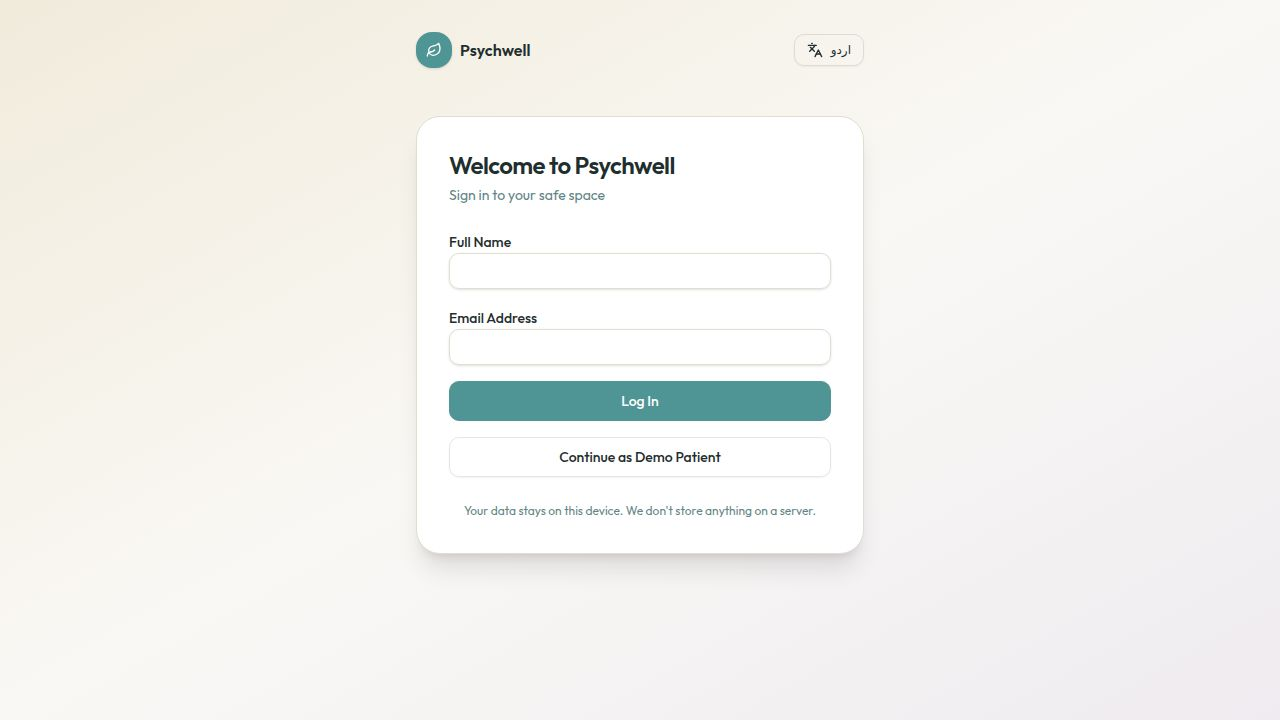 Psychwell
اردو
Welcome to Psychwell
Sign in to your safe space
Full Name
Email Address
Log In
Continue as Demo Patient
Your data stays on this device. We don't store anything on a server.